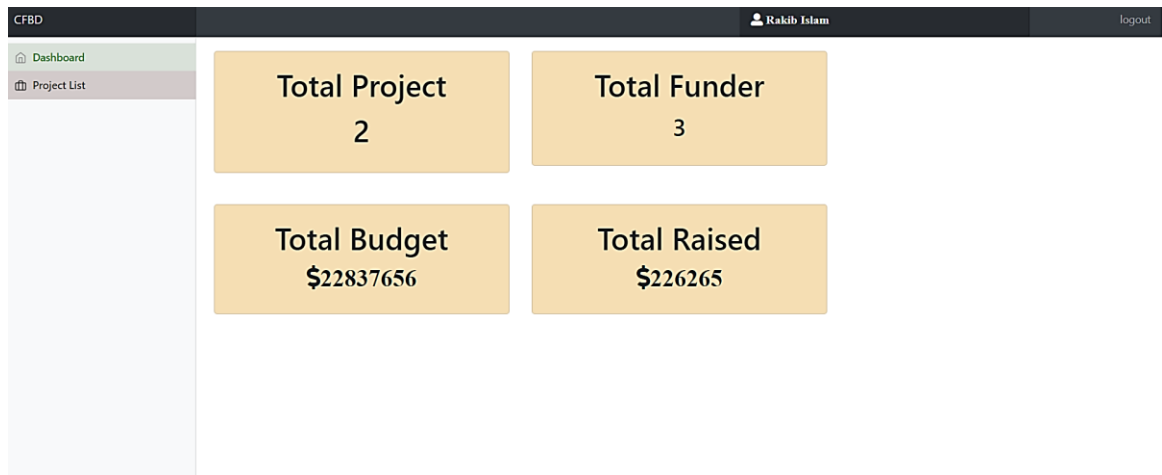 CFBD
Rakib Islam
logout
Dashboard
Project List
Total Project
2
Total Funder
3
Total Budget
$22837656
Total Raised
$226265